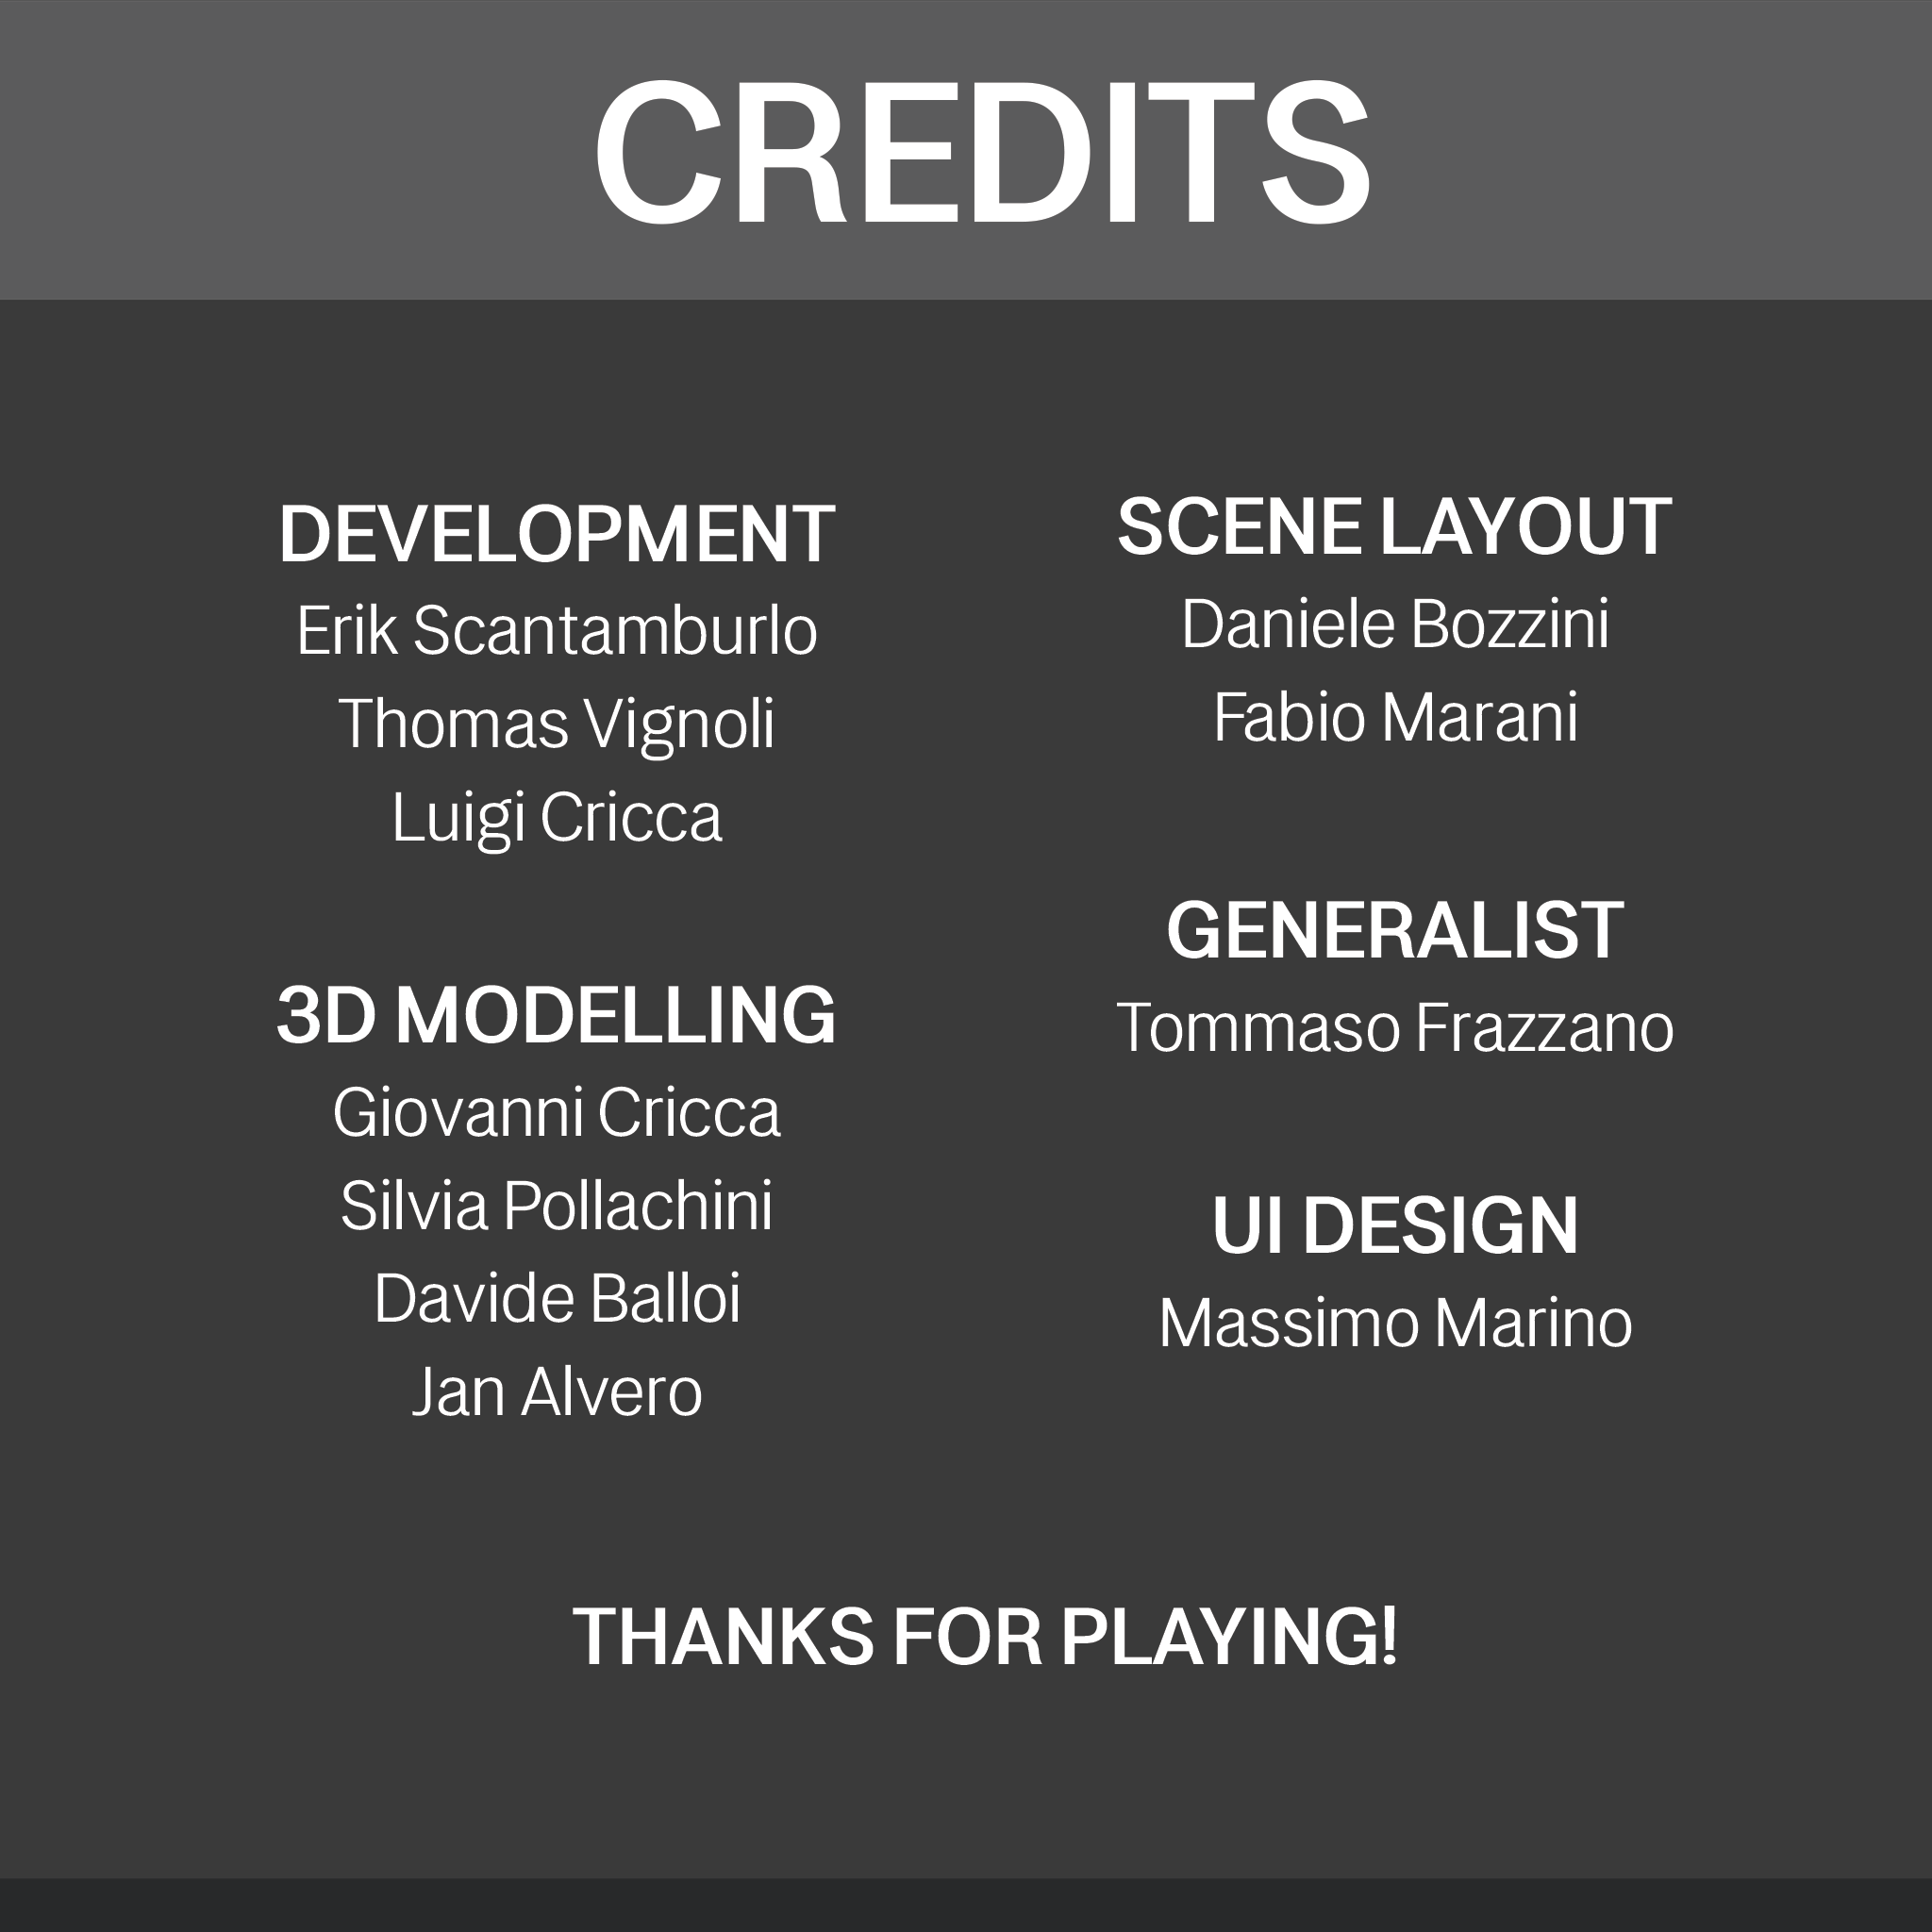 CREDITS
DEVELOPMENT
Erik Scantamburlo
Thomas Vignoli
Luigi Cricca
3D MODELLING
Giovanni Cricca
Silvia Pollachini
Davide Balloi
Jan Alvero
SCENE LAYOUT
Daniele Bozzini
Fabio Marani
GENERALIST
Tommaso Frazzano
UI DESIGN
Massimo Marino
THANKS FOR PLAYING!